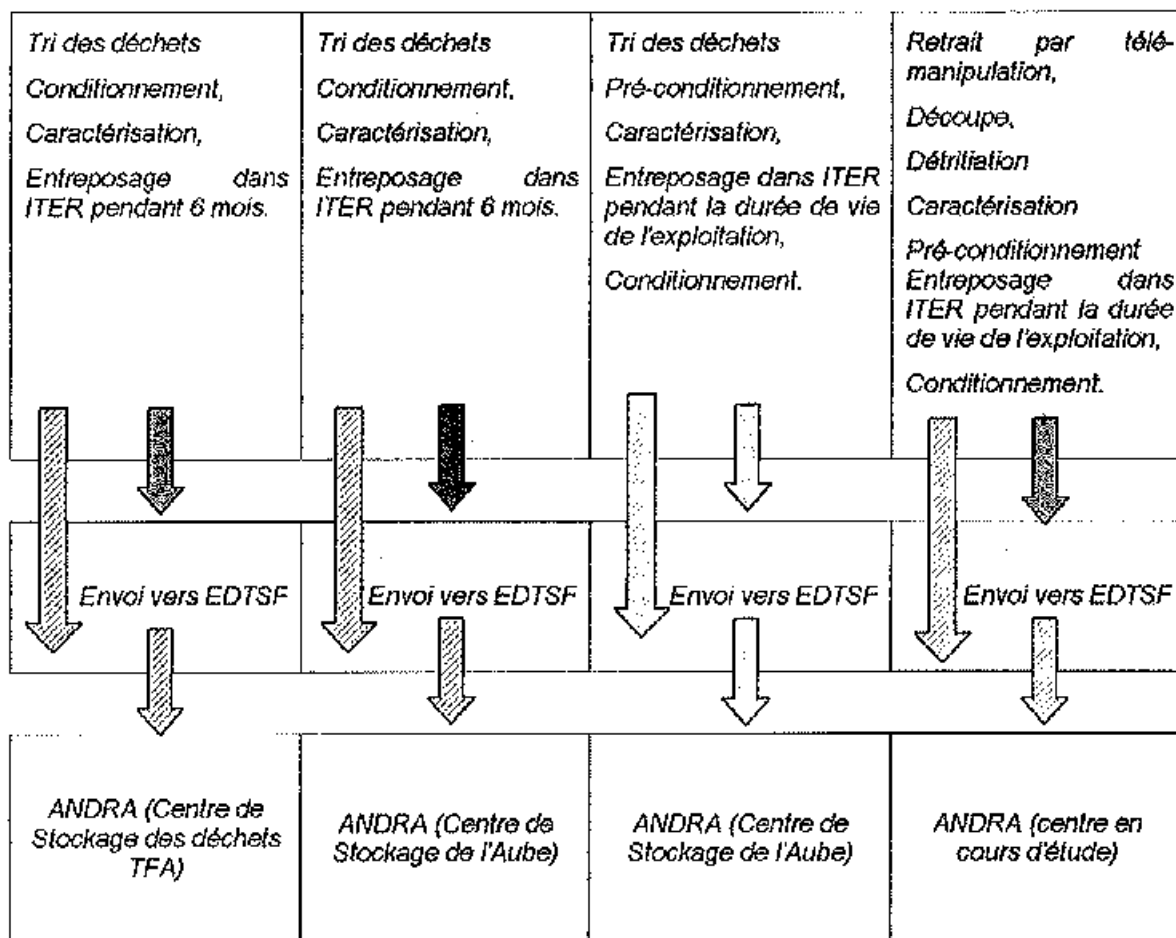 Tri des déchets
Conditionnement,
Caractérisation,
Entreposage dans
ITER pendant 6 mois.
Tri des déchets
Conditionnement,
Caractérisation,
Entreposage dans
ITER pendant 6 mois.
Tri des déchets
Pré-conditionnement,
Caractérisation,
Entreposage dans ITER
pendant la durée de vie
de l'exploitation,
Conditionnement.
Retrait par télé-
manipulation,
Découpe,
Détritiation
Caractérisation
Pré-conditionnement
Entreposage dans
ITER pendant la durée
de vie de l'exploitation,
Conditionnement.
Envoi vers EDTSF
Envoi vers EDTSF
Envoi vers EDTSF
Envoi vers EDTSF
ANDRA (Centre de
Stockage des déchets
TFA)
ANDRA (Centre de
Stockage de l'Aube)
ANDRA (Centre de
Stockage de l'Aube)
ANDRA (centre en
cours d'étude)